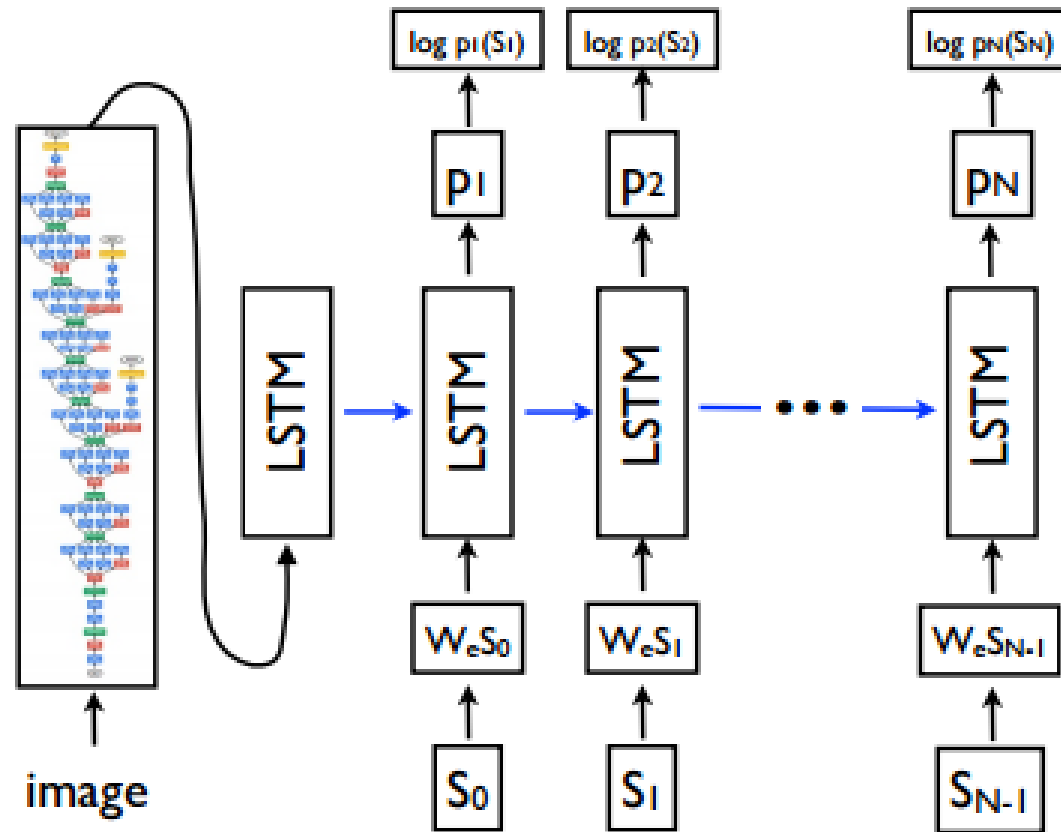 log p1(S1) log p2(S2) log pN(SN)
p1 p2 pN
LSTM LSTM LSTM LSTM
WeS0 WeS1 WeSN-1
S0 S1 SN-1
image